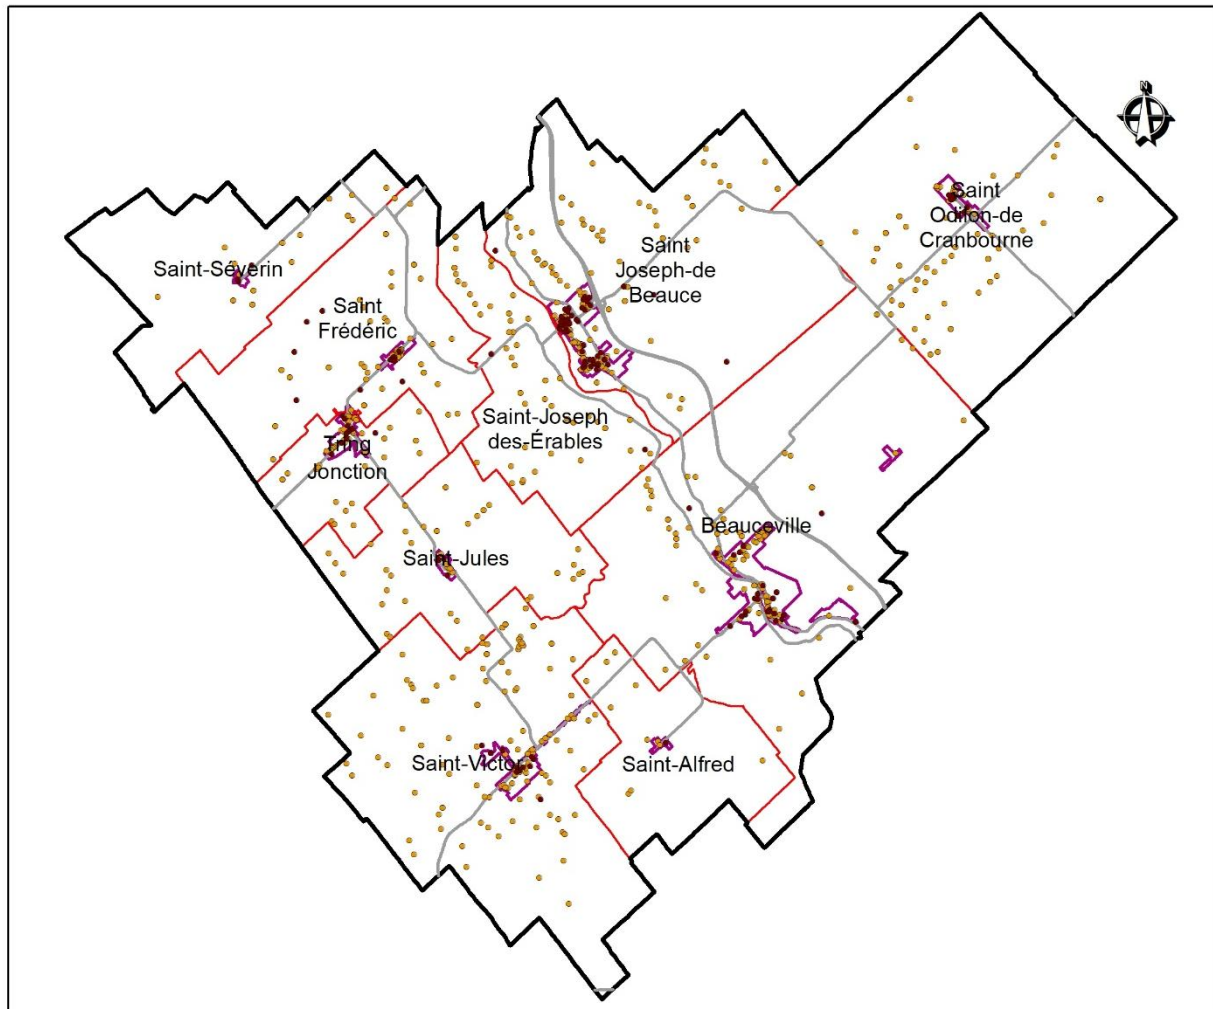 N
Saint
Odilon-de
Cranbourne
Saint-Séverin
Saint
Joseph-de
Beauce
Saint
Frédéric
Saint-Joseph
des-Érables
Tring
Jonction
Beauceville
Saint-Jules
Saint-Victor
Saint-Alfred